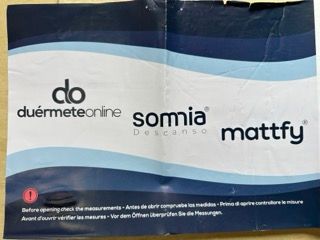 do
duérmeteonline
somnia®
Descanso
mattfy®
Before opening check the measurements - Antes de abrir compruebe las medidas - Prima di aprire controllare le misure
Avant d'ouvrir vérifier les mesures - Vor dem Öffnen überprüfen Sie die Messungen.